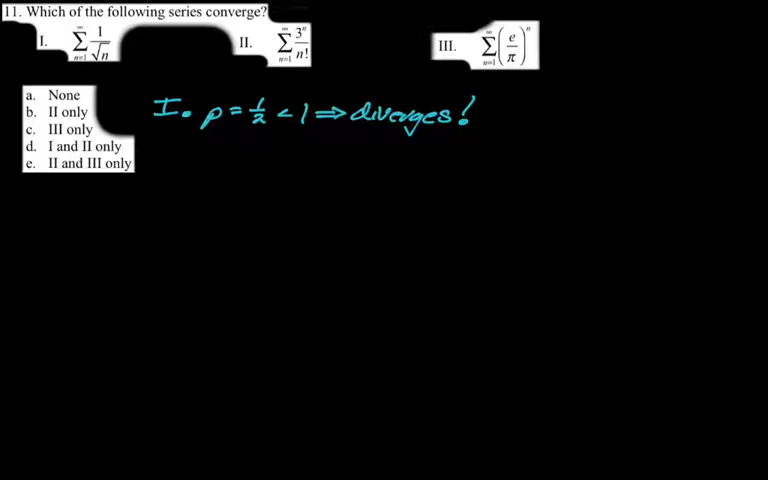 11. Which of the following series converge?
I. ∞ ∑ n=1 1/√n II. ∞ ∑ n=1 3ⁿ/n! III. ∞ ∑ n=1 (e/π)ⁿ
a. None
b. II only
c. III only
d. I and II only
e. II and III only
I. p = 1/2 < 1 ⇒ diverges!